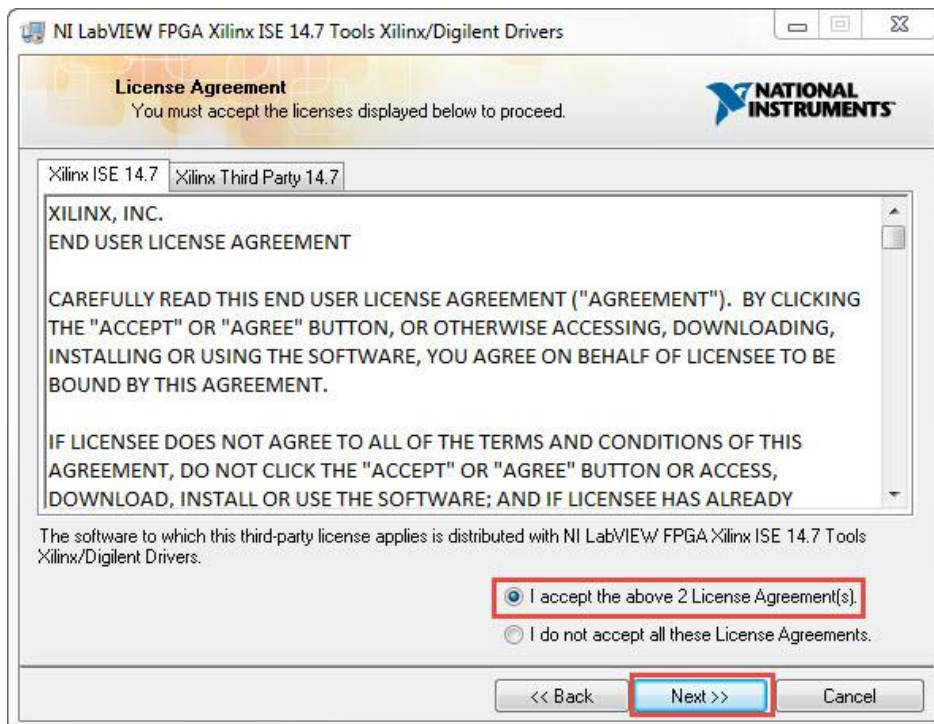 NI LabVIEW FPGA Xilinx ISE 14.7 Tools Xilinx/Digilent Drivers
License Agreement
You must accept the licenses displayed below to proceed.
NATIONAL
INSTRUMENTS™
Xilinx ISE 14.7
Xilinx Third Party 14.7
XILINX, INC.
END USER LICENSE AGREEMENT
CAREFULLY READ THIS END USER LICENSE AGREEMENT ("AGREEMENT").  BY CLICKING
THE "ACCEPT" OR "AGREE" BUTTON, OR OTHERWISE ACCESSING, DOWNLOADING,
INSTALLING OR USING THE SOFTWARE, YOU AGREE ON BEHALF OF LICENSEE TO BE
BOUND BY THIS AGREEMENT.
IF LICENSEE DOES NOT AGREE TO ALL OF THE TERMS AND CONDITIONS OF THIS
AGREEMENT, DO NOT CLICK THE "ACCEPT" OR "AGREE" BUTTON OR ACCESS,
DOWNLOAD, INSTALL OR USE THE SOFTWARE; AND IF LICENSEE HAS ALREADY
The software to which this third-party license applies is distributed with NI LabVIEW FPGA Xilinx ISE 14.7 Tools
Xilinx/Digilent Drivers.
I accept the above 2 License Agreement(s).
I do not accept all these License Agreements.
<< Back
Next >>
Cancel